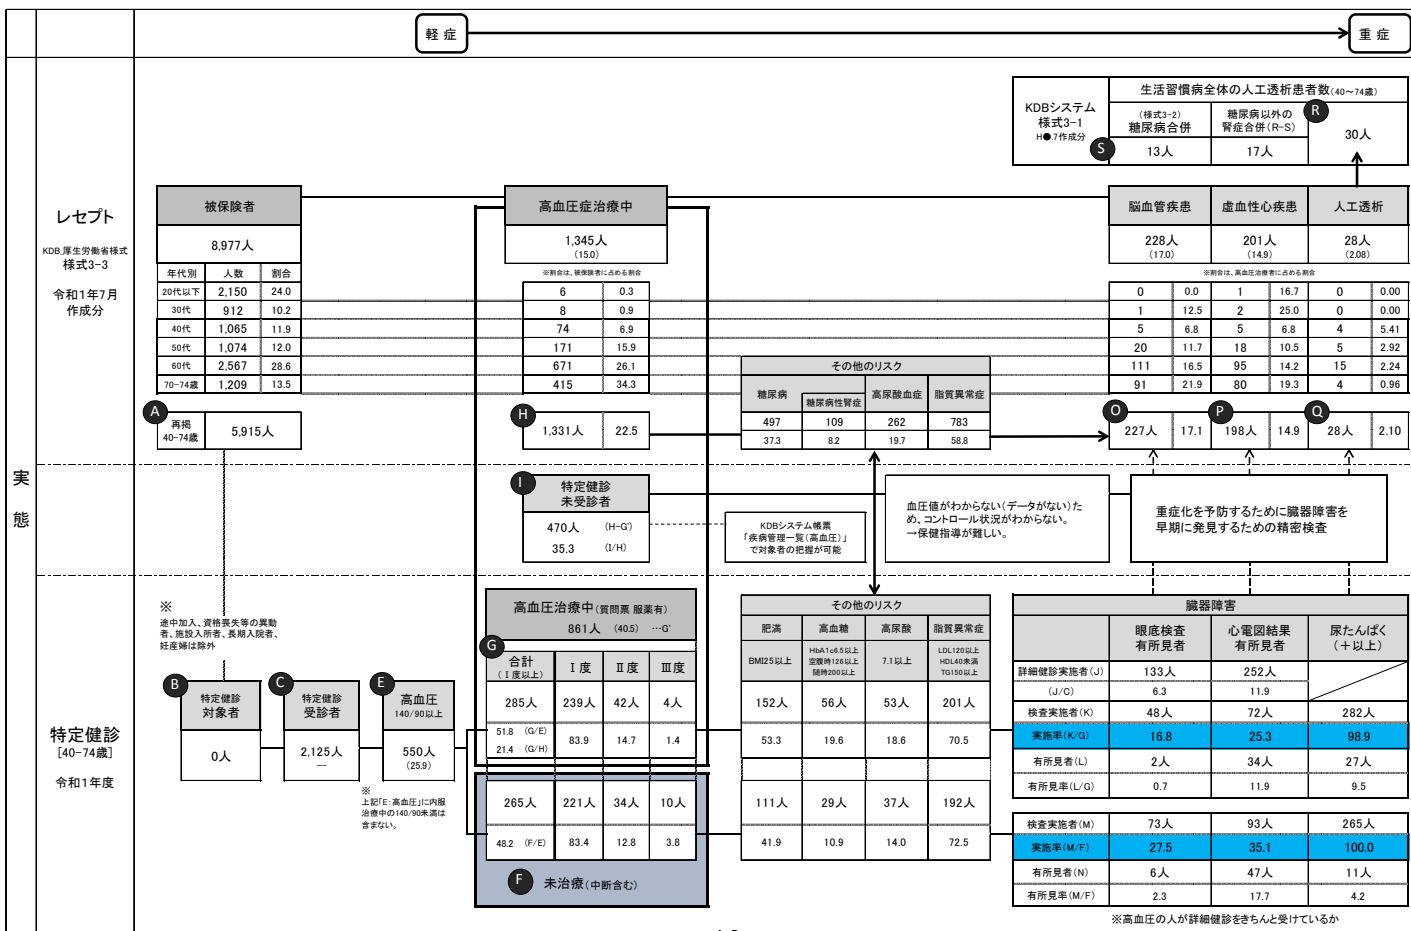 軽症
重症
KDBシステム
様式3-1
H●.7作成分
生活習慣病全体の人工透析患者数(40～74歳)
(様式3-2)
糖尿病合併
糖尿病以外の
腎症合併(R-S)
R
30人
S
13人
17人
実態
レセプト
KDB_厚生労働省様式
様式3-3
令和1年7月
作成分
被保険者
8,977人
年代別 人数 割合
20代以下 2,150 24.0
30代 912 10.2
40代 1,065 11.9
50代 1,074 12.0
60代 2,567 28.6
70-74歳 1,209 13.5
A
再掲
40-74歳
5,915人
高血圧症治療中
1,345人
(15.0)
※割合は、被保険者に占める割合
6 0.3
8 0.9
74 6.9
171 15.9
671 26.1
415 34.3
H
1,331人 22.5
その他のリスク
糖尿病 糖尿病性腎症 高尿酸血症 脂質異常症
497 109 262 783
37.3 8.2 19.7 58.8
脳血管疾患 虚血性心疾患 人工透析
228人 201人 28人
(17.0) (14.9) (2.08)
※割合は、高血圧治療者に占める割合
0 0.0 1 16.7 0 0.00
1 12.5 2 25.0 0 0.00
5 6.8 5 6.8 4 5.41
20 11.7 18 10.5 5 2.92
111 16.5 95 14.2 15 2.24
91 21.9 80 19.3 4 0.96
O P Q
227人 17.1 198人 14.9 28人 2.10
I
特定健診
未受診者
470人 (H-G')
35.3 (I/H)
KDBシステム帳票
「疾病管理一覧(高血圧)」
で対象者の把握が可能
血圧値がわからない(データがない)た
め、コントロール状況がわからない。
→保健指導が難しい。
重症化を予防するために臓器障害を
早期に発見するための精密検査
特定健診
[40-74歳]
令和1年度
※
途中加入、資格喪失等の異動
者、施設入所者、長期入院者、
妊産婦は除外
B
特定健診
対象者
0人
C
特定健診
受診者
2,125人
--
E
高血圧
140/90以上
550人
(25.9)
※
上記「E:高血圧」に内服
治療中の140/90未満は
含まない。
高血圧治療中(質問票 服薬有)
861人 (40.5) …G'
G
合計
(Ⅰ度以上)
Ⅰ度 Ⅱ度 Ⅲ度
285人 239人 42人 4人
51.8 (G/E)
21.4 (G/H)
83.9 14.7 1.4
265人 221人 34人 10人
48.2 (F/E) 83.4 12.8 3.8
F 未治療(中断含む)
その他のリスク
肥満 高血糖 高尿酸 脂質異常症
BMI25以上
HbA1c6.5以上
空腹時126以上
随時200以上
7.1以上
LDL120以上
HDL40未満
TG150以上
152人 56人 53人 201人
53.3 19.6 18.6 70.5
111人 29人 37人 192人
41.9 10.9 14.0 72.5
臓器障害
眼底検査
有所見者
心電図結果
有所見者
尿たんぱく
(＋以上)
詳細健診実施者(J) 133人 252人
(J/C) 6.3 11.9
検査実施者(K) 48人 72人 282人
実施率(K/G) 16.8 25.3 98.9
有所見者(L) 2人 34人 27人
有所見率(L/G) 0.7 11.9 9.5
検査実施者(M) 73人 93人 265人
実施率(M/F) 27.5 35.1 100.0
有所見者(N) 6人 47人 11人
有所見率(M/F) 2.3 17.7 4.2
※高血圧の人が詳細健診をきちんと受けているか